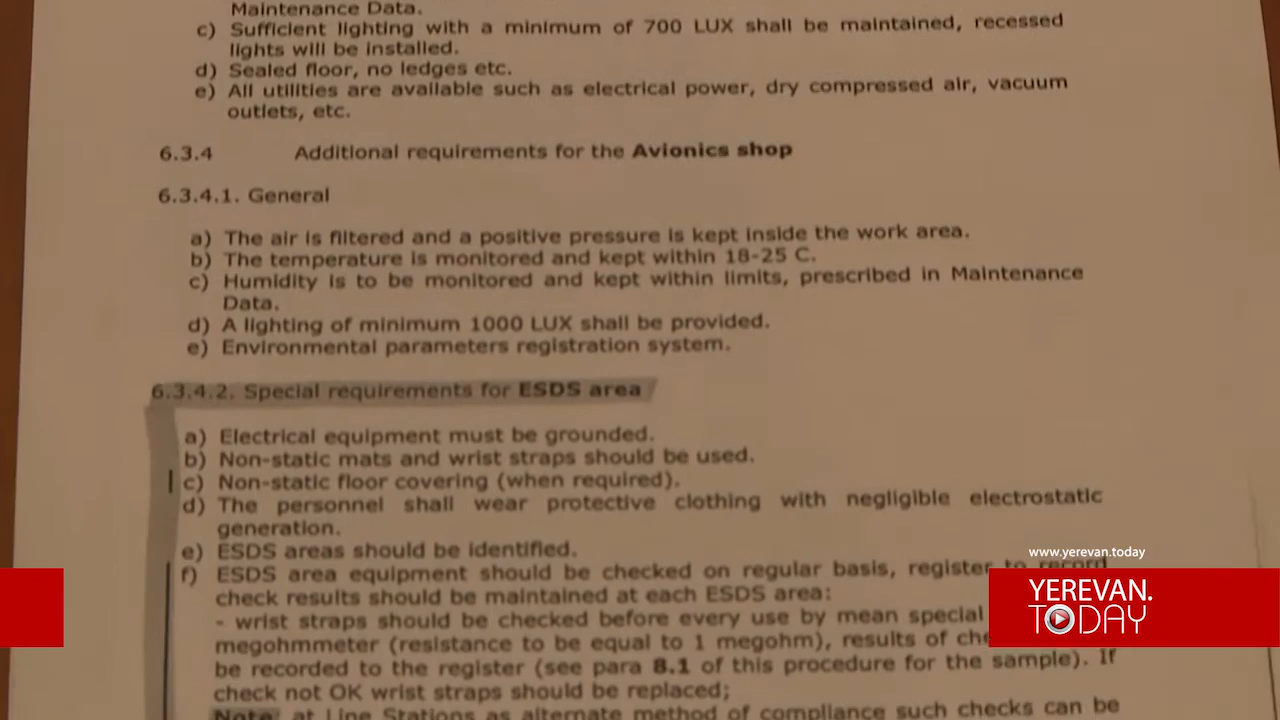 Maintenance Data.
c) Sufficient lighting with a minimum of 700 LUX shall be maintained, recessed
lights will be installed.
d) Sealed floor, no ledges etc.
e) All utilities are available such as electrical power, dry compressed air, vacuum
outlets, etc.
6.3.4 Additional requirements for the Avionics shop
6.3.4.1. General
a) The air is filtered and a positive pressure is kept inside the work area.
b) The temperature is monitored and kept within 18-25 C.
c) Humidity is to be monitored and kept within limits, prescribed in Maintenance
Data.
d) A lighting of minimum 1000 LUX shall be provided.
e) Environmental parameters registration system.
6.3.4.2. Special requirements for ESDS area
a) Electrical equipment must be grounded.
b) Non-static mats and wrist straps should be used.
c) Non-static floor covering (when required).
d) The personnel shall wear protective clothing with negligible electrostatic
generation.
e) ESDS areas should be identified.
f) ESDS area equipment should be checked on regular basis, register to record
check results should be maintained at each ESDS area:
- wrist straps should be checked before every use by mean special
megohmmeter (resistance to be equal to 1 megohm), results of
be recorded to the register (see para 8.1 of this procedure for the sample). If
check not OK wrist straps should be replaced;
Note: at Line Stations as alternate method of compliance such checks can be
www.yerevan.today
YEREVAN.
TODAY